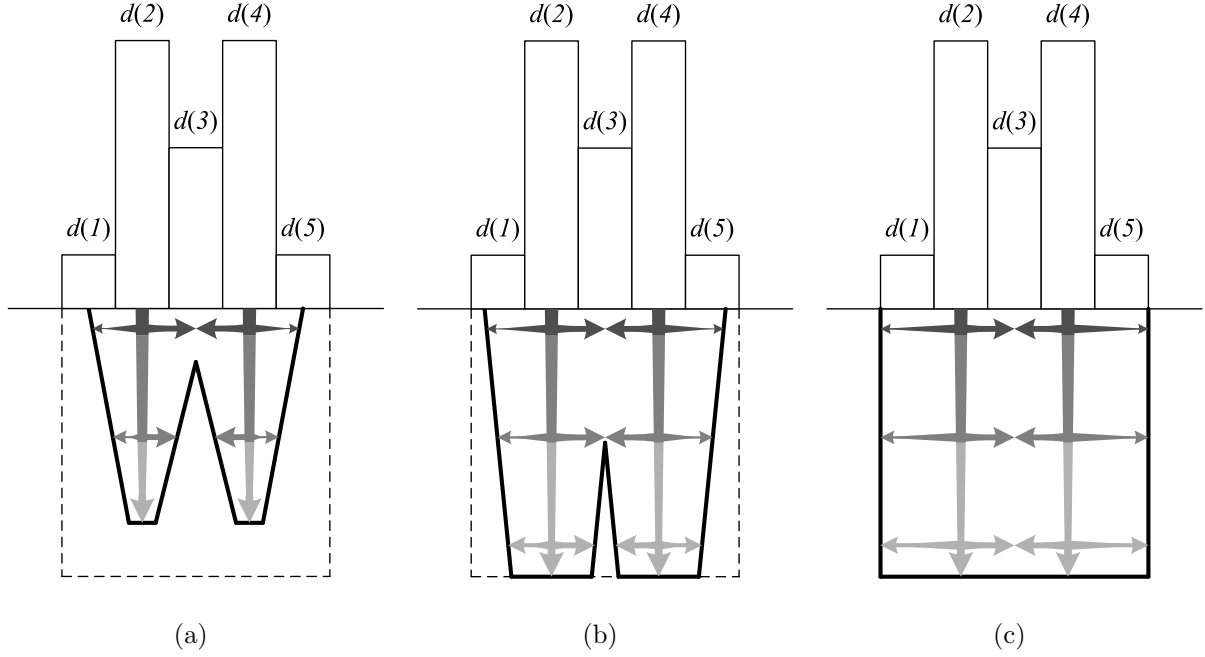 d(2) d(4) d(2) d(4) d(2) d(4)
d(3) d(3) d(3)
d(1) d(5) d(1) d(5) d(1) d(5)
(a) (b) (c)